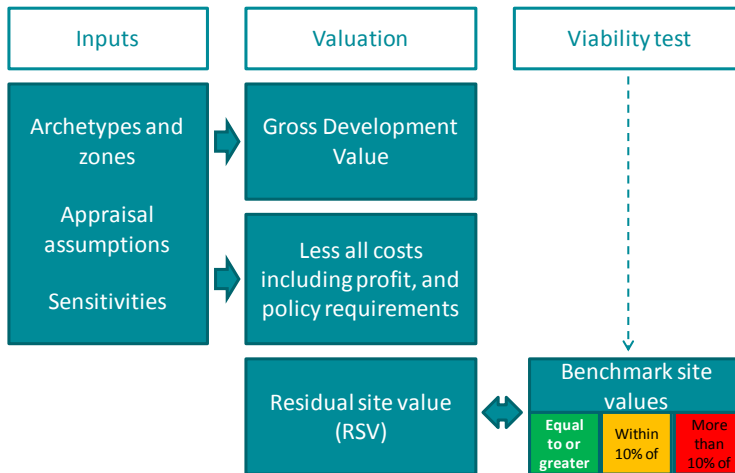 Inputs
Valuation
Viability test
Archetypes and
zones
Appraisal
assumptions
Sensitivities
Gross Development
Value
Less all costs
including profit, and
policy requirements
Residual site value
(RSV)
Benchmark site
values
Equal
to or
greater
Within
10% of
More
than
10% of